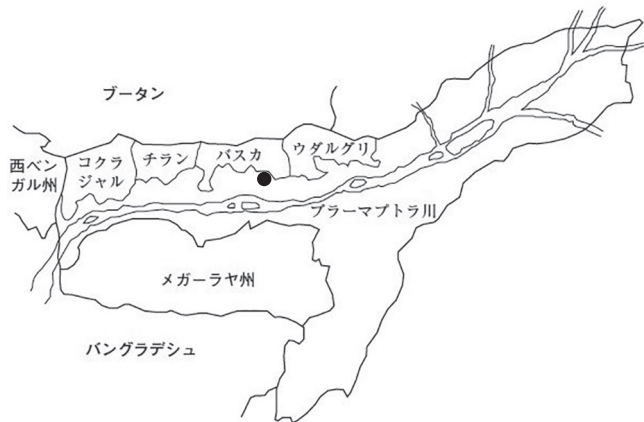 ブータン
西ベン
ガル州
コクラ
ジャル
チラン
バスカ
ウダルグリ
ブラーマプトラ川
メガーラヤ州
バングラデシュ